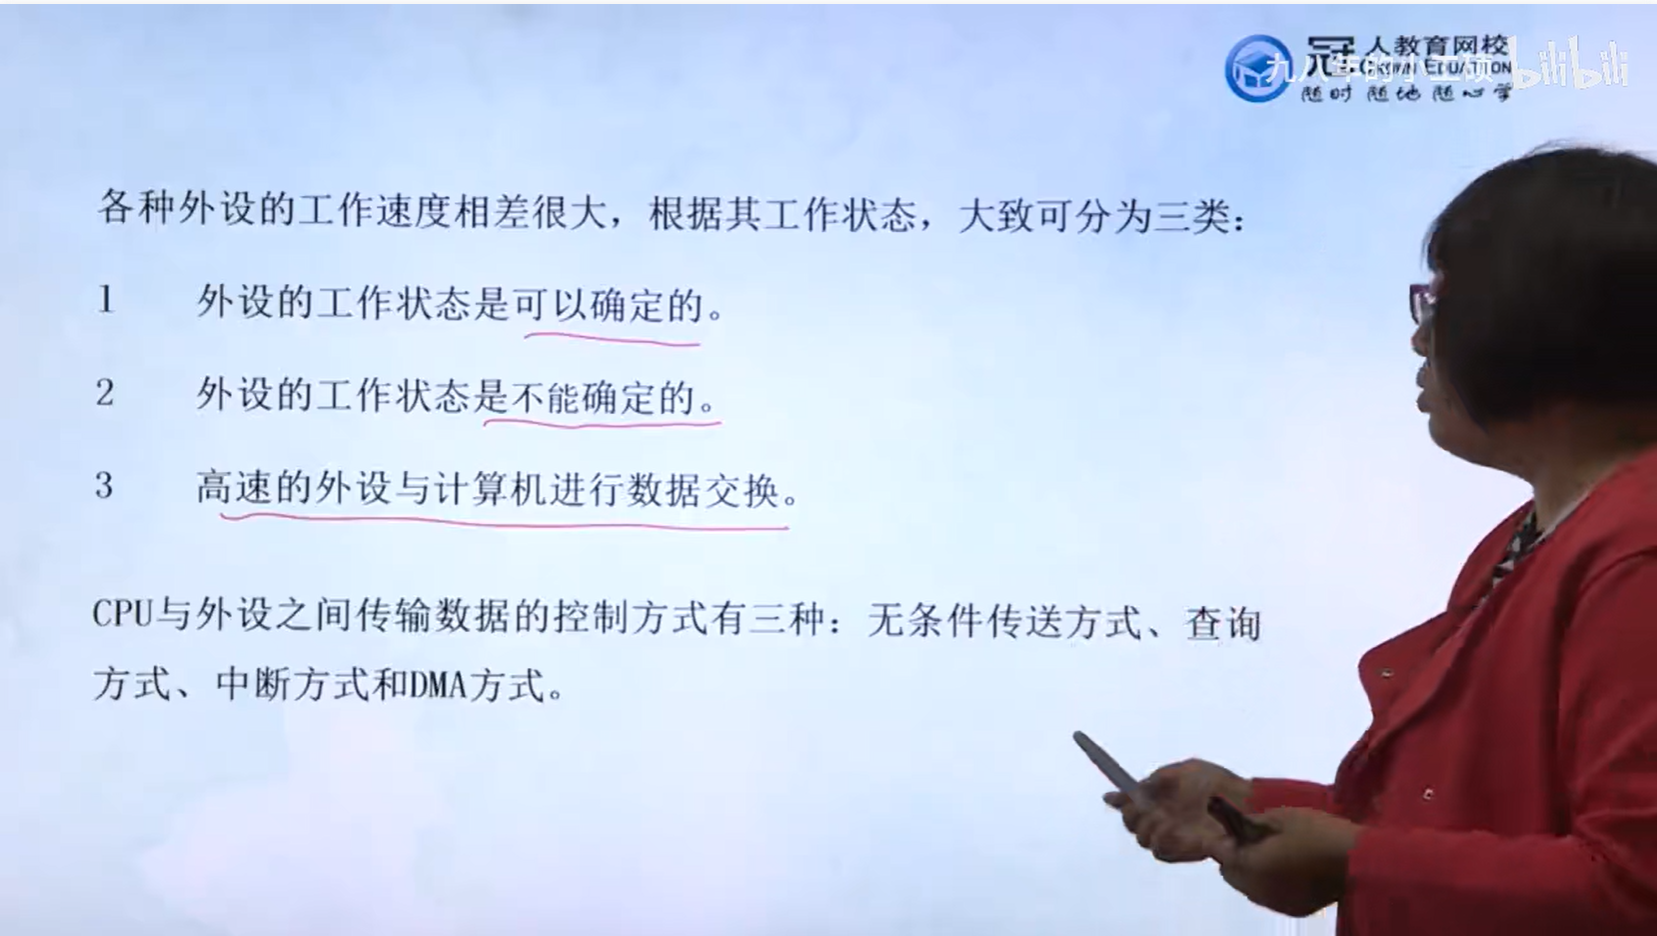 人教育网校
九八年的小
bilibili
随时 随地 随心学
各种外设的工作速度相差很大，根据其工作状态，大致可分为三类：
1 外设的工作状态是可以确定的。
2 外设的工作状态是不能确定的。
3 高速的外设与计算机进行数据交换。
CPU与外设之间传输数据的控制方式有三种：无条件传送方式、查询
方式、中断方式和DMA方式。